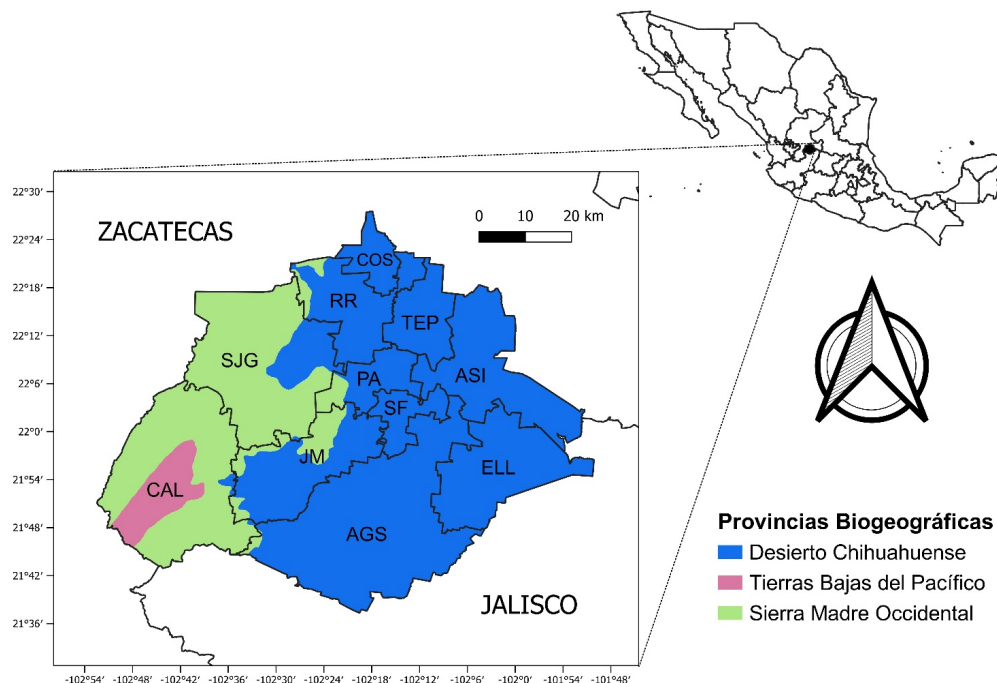 22°30′
22°24′
22°18′
22°12′
22°6′
22°0′
21°54′
21°48′
21°42′
21°36′
ZACATECAS
0 10 20 km
COS
RR
TEP
SJG
PA
ASI
SF
JM
ELL
CAL
AGS
JALISCO
-102°54′ -102°48′ -102°42′ -102°36′ -102°30′ -102°24′ -102°18′ -102°12′ -102°6′ -102°0′ -101°54′ -101°48′
Provincias Biogeográficas
Desierto Chihuahuense
Tierras Bajas del Pacífico
Sierra Madre Occidental